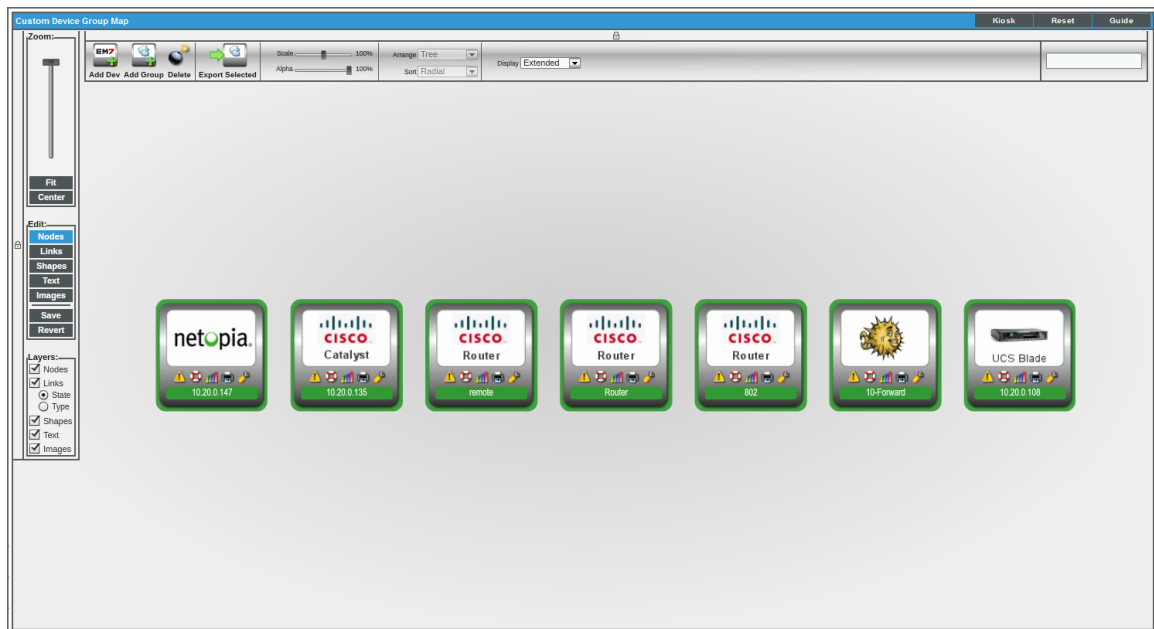 Custom Device Group Map
Kiosk Reset Guide
Zoom:
Fit
Center
Edit:
Nodes
Links
Shapes
Text
Images
Save
Revert
Layers:
Nodes
Links
State
Type
Shapes
Text
Images
EM7
Add Dev Add Group Delete Export Selected
Scale 100%
Alpha 100%
Arrange Tree
Sort Radial
Display Extended
netopia.
10.20.0.147
CISCO
Catalyst
10.20.0.135
CISCO
Router
remote
CISCO
Router
Router
CISCO
Router
802
10-Forward
UCS Blade
10.20.0.108